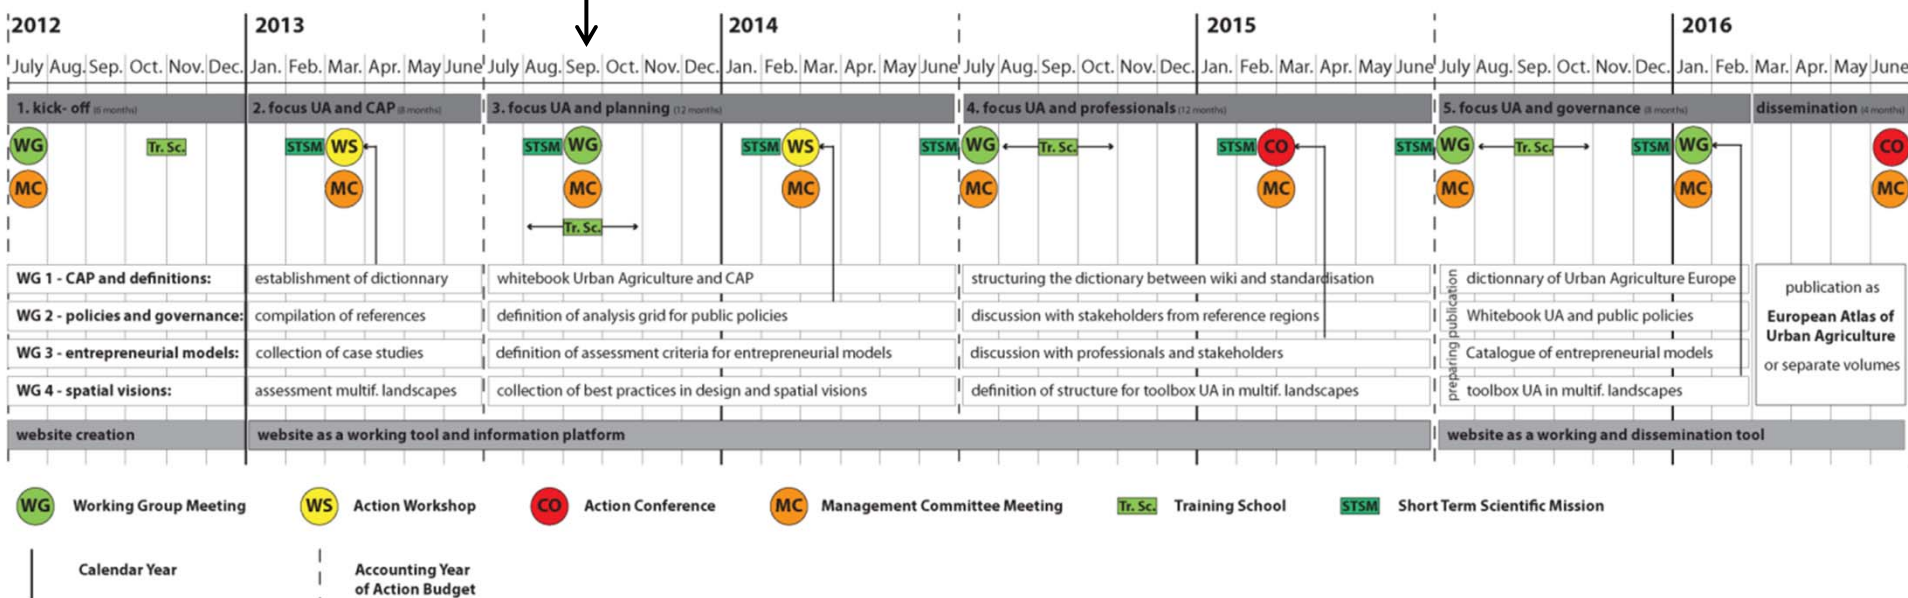 2012 2013 2014 2015 2016
July Aug. Sep. Oct. Nov. Dec. Jan. Feb. Mar. Apr. May June July Aug. Sep. Oct. Nov. Dec. Jan. Feb. Mar. Apr. May June July Aug. Sep. Oct. Nov. Dec. Jan. Feb. Mar. Apr. May June July Aug. Sep. Oct. Nov. Dec. Jan. Feb. Mar. Apr. May June
1. kick- off (6 months) 2. focus UA and CAP (8 months) 3. focus UA and planning (12 months) 4. focus UA and professionals (12 months) 5. focus UA and governance (8 months) dissemination (4 months)
WG Tr. Sc. STSM WS STSM WG STSM WS STSM WG Tr. Sc. STSM CO STSM WG Tr. Sc. STSM WG CO
MC MC MC MC MC MC MC MC MC
Tr. Sc.
WG 1 - CAP and definitions: establishment of dictionnary whitebook Urban Agriculture and CAP structuring the dictionary between wiki and standardisation dictionnary of Urban Agriculture Europe
WG 2 - policies and governance: compilation of references definition of analysis grid for public policies discussion with stakeholders from reference regions Whitebook UA and public policies
WG 3 - entrepreneurial models: collection of case studies definition of assessment criteria for entrepreneurial models discussion with professionals and stakeholders Catalogue of entrepreneurial models
WG 4 - spatial visions: assessment multif. landscapes collection of best practices in design and spatial visions definition of structure for toolbox UA in multif. landscapes toolbox UA in multif. landscapes
preparing publication
publication as
European Atlas of
Urban Agriculture
or separate volumes
website creation website as a working tool and information platform website as a working and dissemination tool
WG Working Group Meeting WS Action Workshop CO Action Conference MC Management Committee Meeting Tr. Sc. Training School STSM Short Term Scientific Mission
Calendar Year Accounting Year
of Action Budget